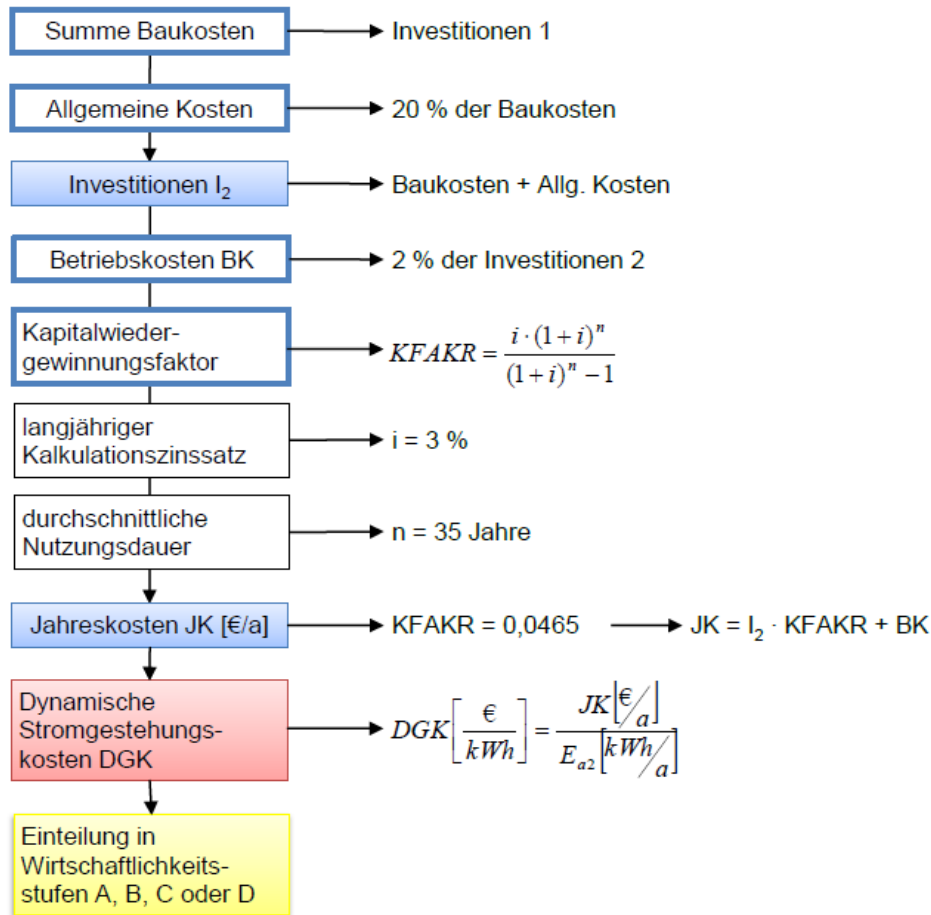 Summe Baukosten
Investitionen 1
Allgemeine Kosten
20 % der Baukosten
Investitionen I₂
Baukosten + Allg. Kosten
Betriebskosten BK
2 % der Investitionen 2
Kapitalwieder-
gewinnungsfaktor
KFAKR = i · (1 + i)ⁿ / (1 + i)ⁿ − 1
langjähriger
Kalkulationszinssatz
i = 3 %
durchschnittliche
Nutzungsdauer
n = 35 Jahre
Jahreskosten JK [€/a]
KFAKR = 0,0465
JK = I₂ · KFAKR + BK
Dynamische
Stromgestehungs-
kosten DGK
DGK [€ / kWh] = JK [€/a] / E_a2 [kWh/a]
Einteilung in
Wirtschaftlichkeits-
stufen A, B, C oder D